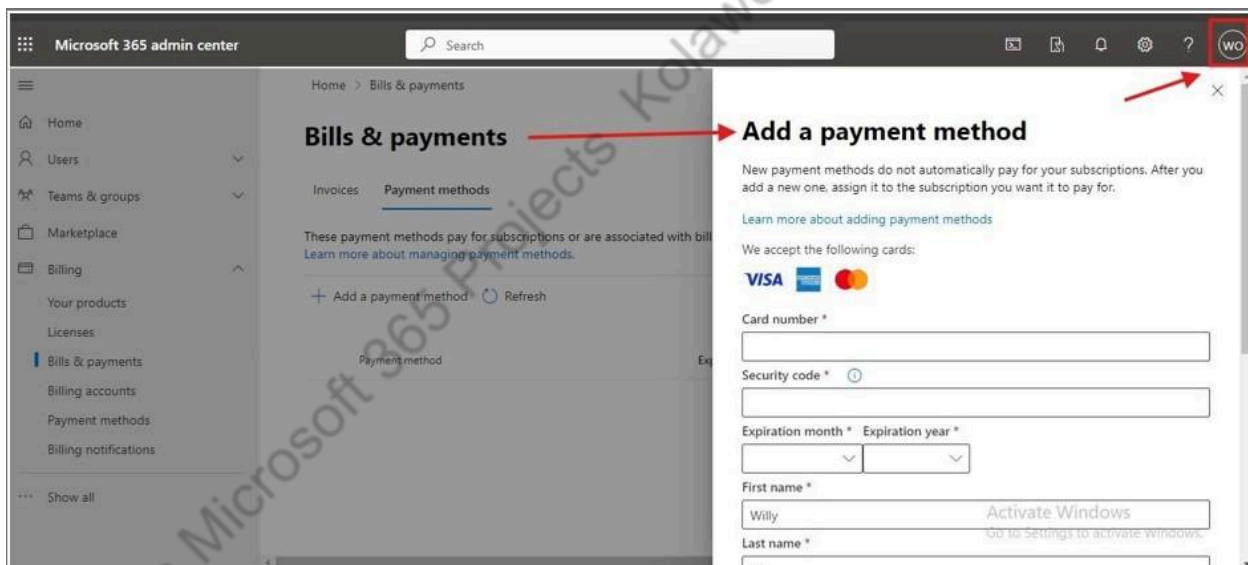 Microsoft 365 admin center
Search
?
WO
Home > Bills & payments
Home
Users
Teams & groups
Marketplace
Billing
Your products
Licenses
Bills & payments
Billing accounts
Payment methods
Billing notifications
Show all
Bills & payments
Invoices Payment methods
These payment methods pay for subscriptions or are associated with bill
Learn more about managing payment methods.
+ Add a payment method Refresh
Payment method
Add a payment method
New payment methods do not automatically pay for your subscriptions. After you
add a new one, assign it to the subscription you want it to pay for.
Learn more about adding payment methods
We accept the following cards:
VISA
Card number *
Security code *
Expiration month * Expiration year *
First name *
Willy
Last name *
Activate Windows
Go to Settings to activate Windows.
Microsoft 365 Projects